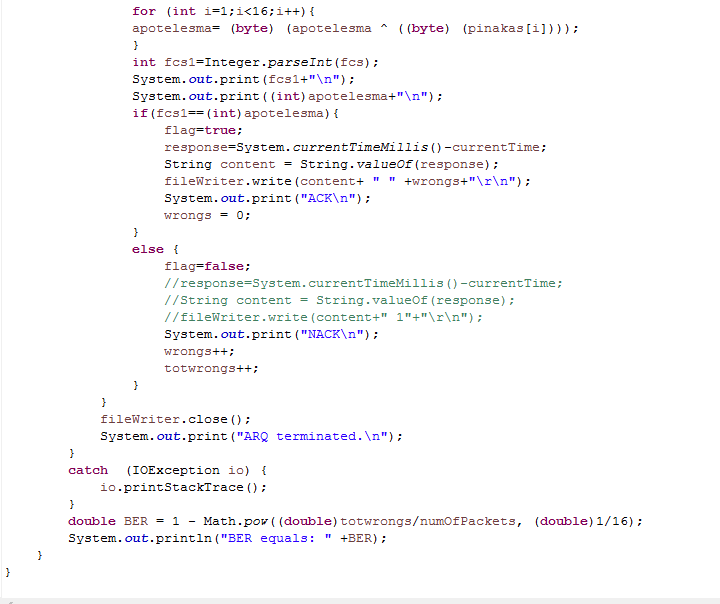 for (int i=1;i<16;i++){
apotelesma= (byte) (apotelesma ^ ((byte) (pinakas[i])));
}
int fcs1=Integer.parseInt(fcs);
System.out.print(fcs1+"\n");
System.out.print((int)apotelesma+"\n");
if(fcs1==(int)apotelesma){
flag=true;
response=System.currentTimeMillis()-currentTime;
String content = String.valueOf(response);
fileWriter.write(content+ " " +wrongs+"\r\n");
System.out.print("ACK\n");
wrongs = 0;
}
else {
flag=false;
//response=System.currentTimeMillis()-currentTime;
//String content = String.valueOf(response);
//fileWriter.write(content+" 1"+"\r\n");
System.out.print("NACK\n");
wrongs++;
totwrongs++;
}
}
fileWriter.close();
System.out.print("ARQ terminated.\n");
}
catch  (IOException io) {
io.printStackTrace();
}
double BER = 1 - Math.pow((double)totwrongs/numOfPackets, (double)1/16);
System.out.println("BER equals: " +BER);
}
}